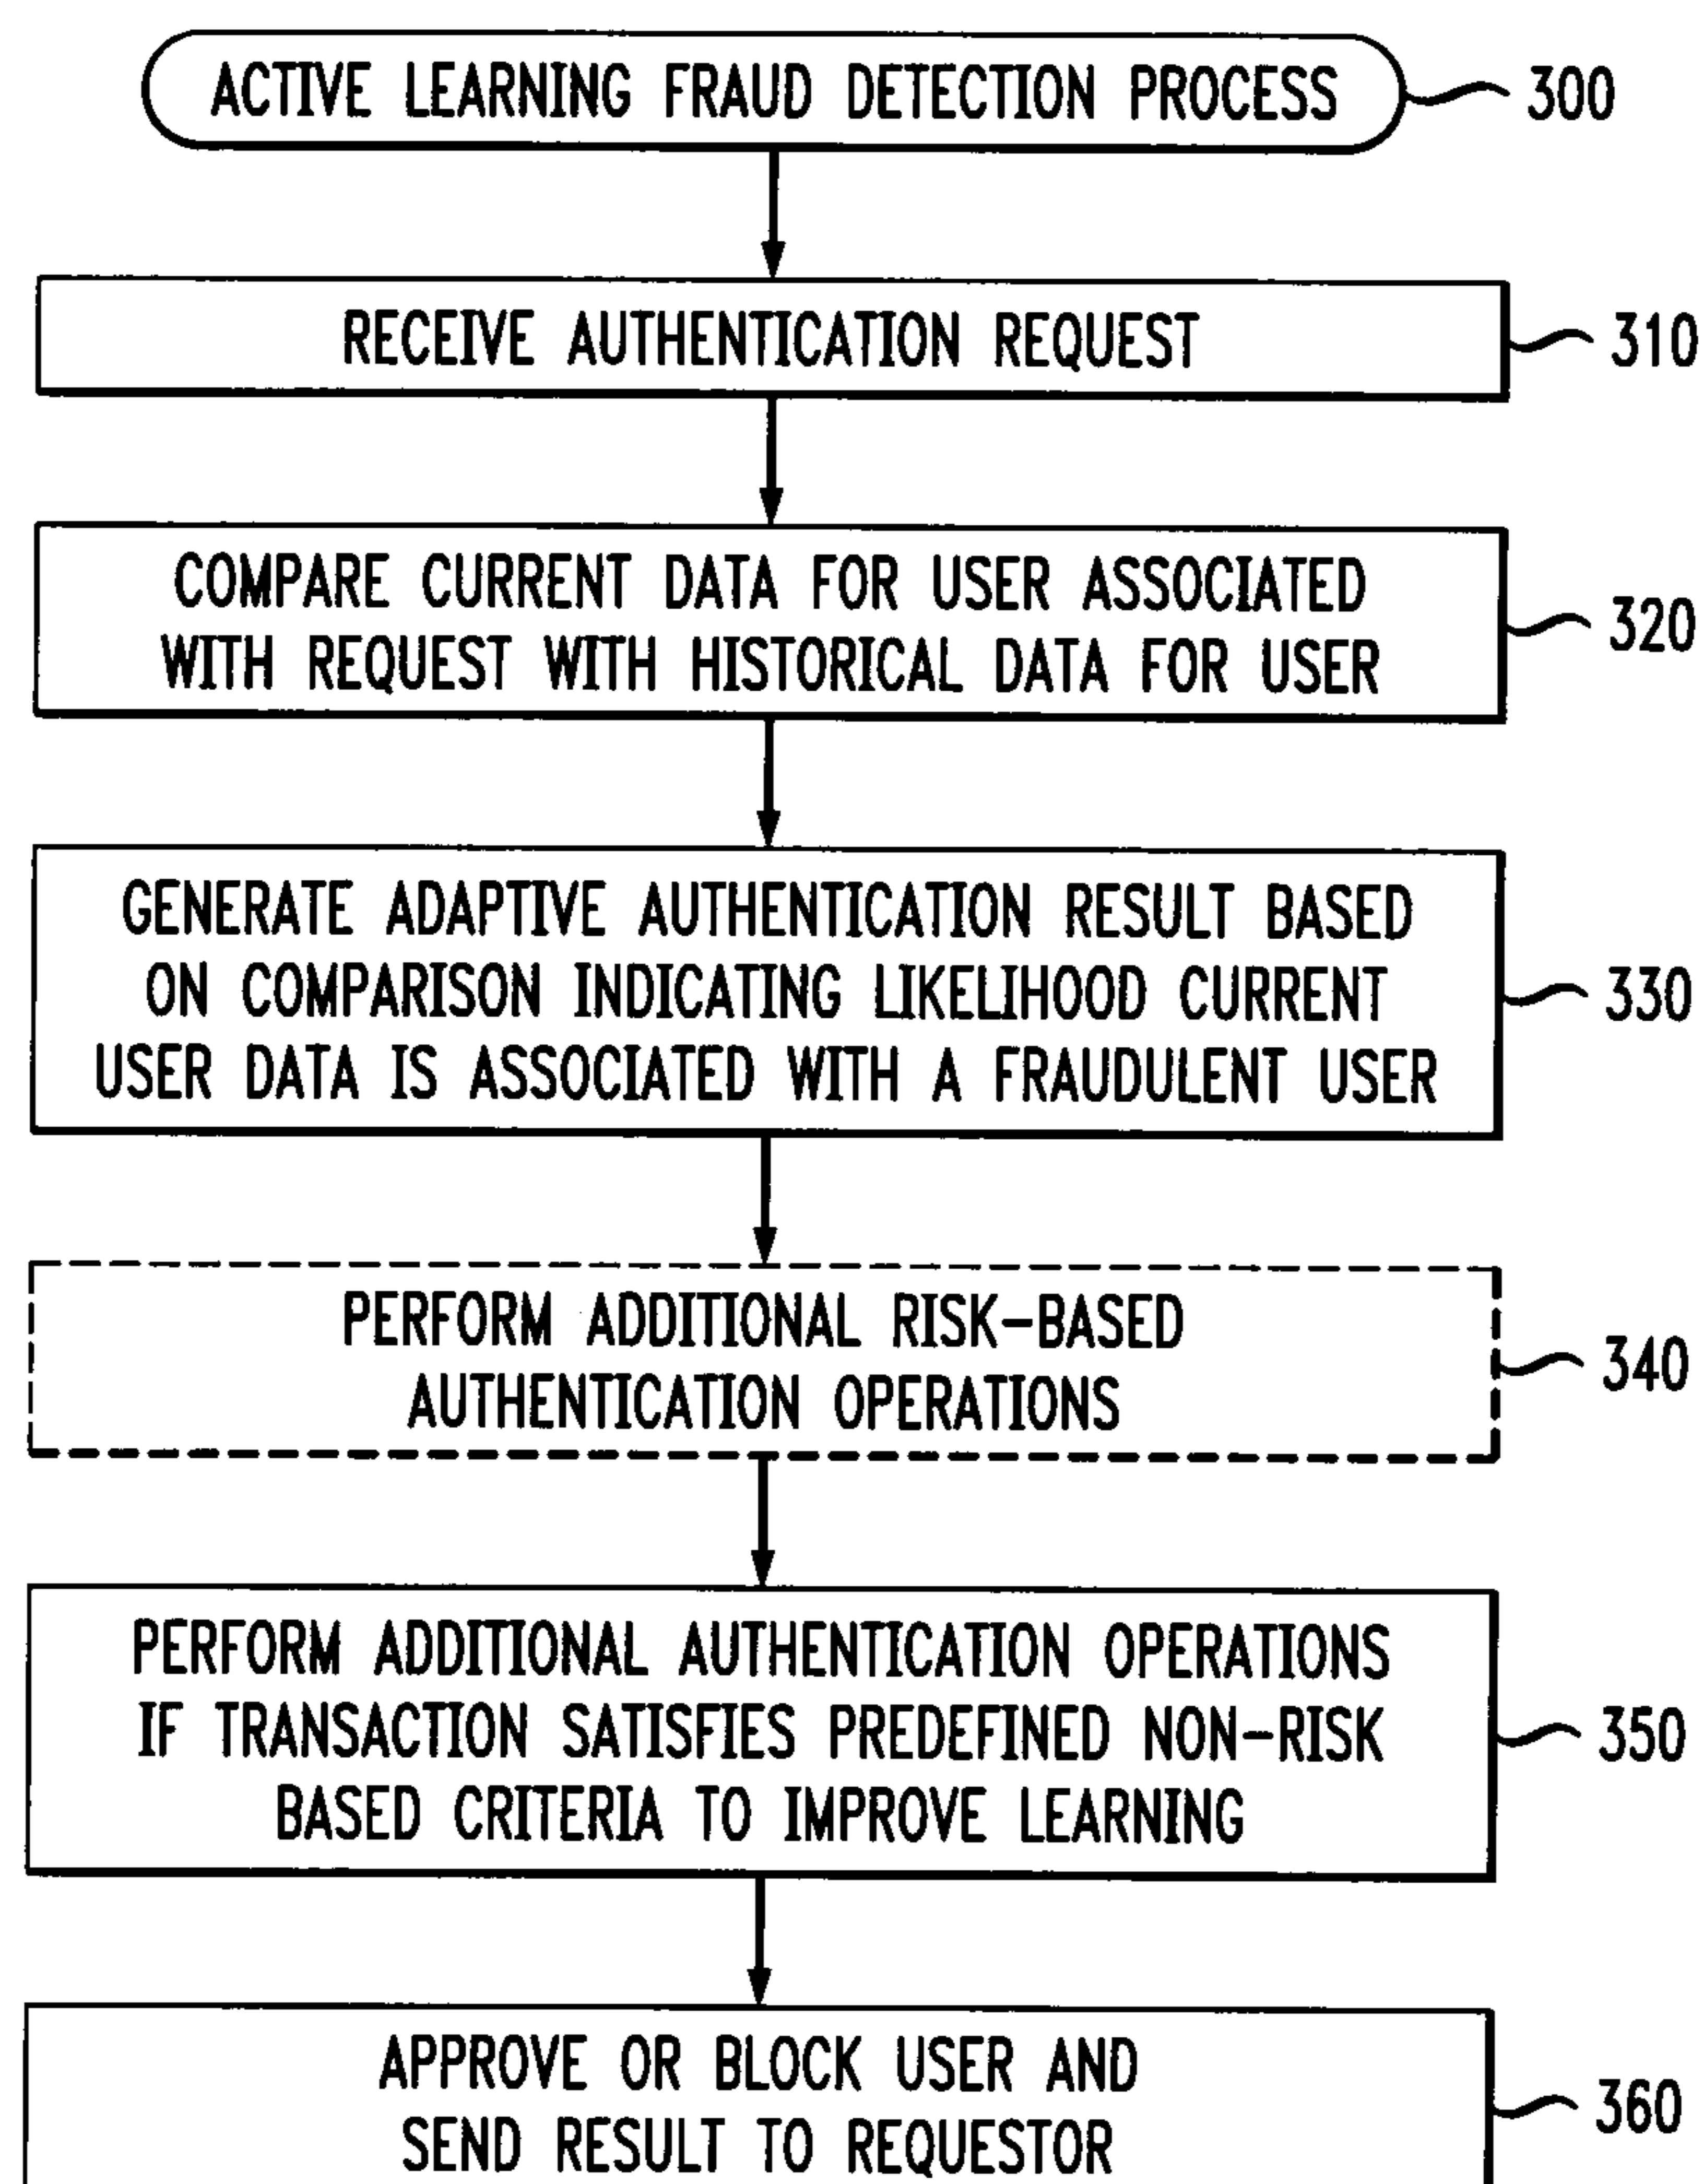 ACTIVE LEARNING FRAUD DETECTION PROCESS
300
RECEIVE AUTHENTICATION REQUEST
310
COMPARE CURRENT DATA FOR USER ASSOCIATED
WITH REQUEST WITH HISTORICAL DATA FOR USER
320
GENERATE ADAPTIVE AUTHENTICATION RESULT BASED
ON COMPARISON INDICATING LIKELIHOOD CURRENT
USER DATA IS ASSOCIATED WITH A FRAUDULENT USER
330
PERFORM ADDITIONAL RISK-BASED
AUTHENTICATION OPERATIONS
340
PERFORM ADDITIONAL AUTHENTICATION OPERATIONS
IF TRANSACTION SATISFIES PREDEFINED NON-RISK
BASED CRITERIA TO IMPROVE LEARNING
350
APPROVE OR BLOCK USER AND
SEND RESULT TO REQUESTOR
360